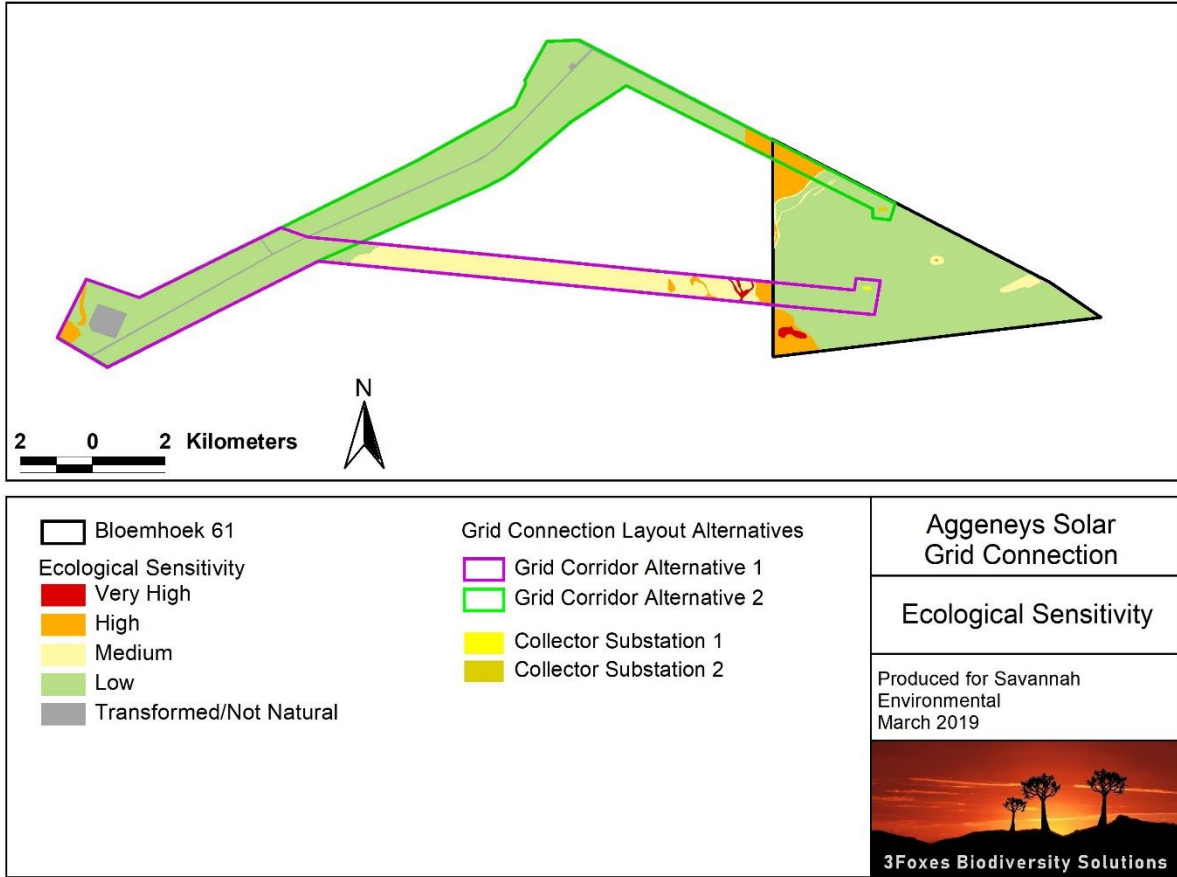 N
2 0 2 Kilometers
Bloemhoek 61
Ecological Sensitivity
Very High
High
Medium
Low
Transformed/Not Natural
Grid Connection Layout Alternatives
Grid Corridor Alternative 1
Grid Corridor Alternative 2
Collector Substation 1
Collector Substation 2
Aggeneys Solar
Grid Connection
Ecological Sensitivity
Produced for Savannah
Environmental
March 2019
3Foxes Biodiversity Solutions